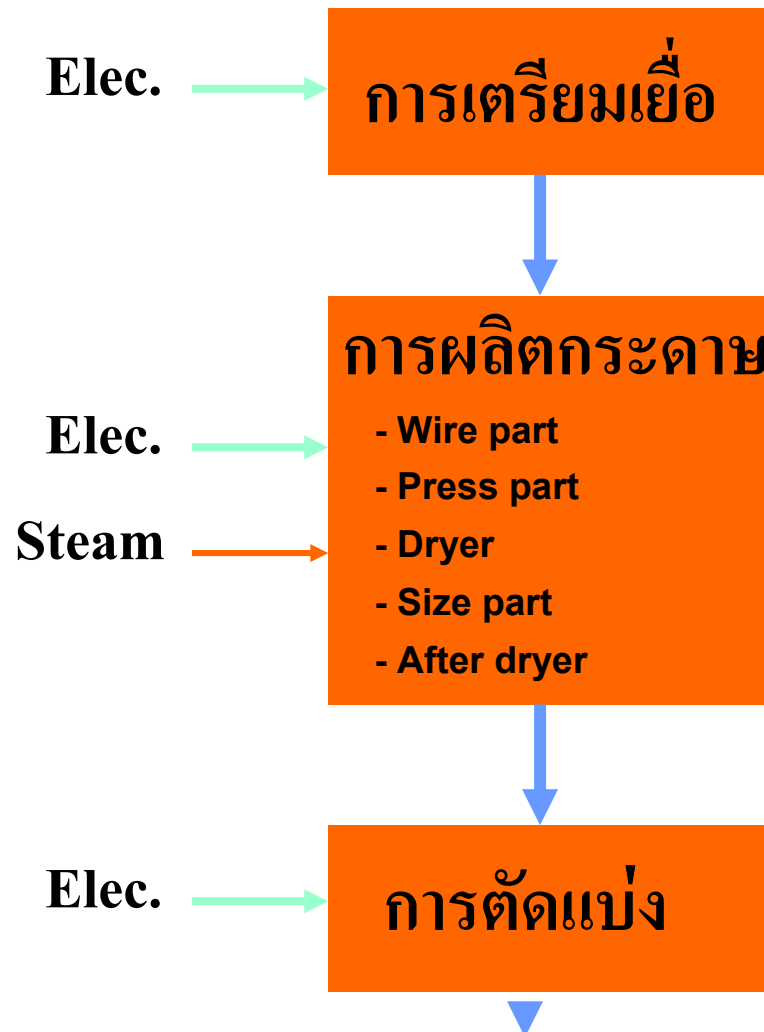 Elec.
การเตรียมเยื่อ
การผลิตกระดาษ
Elec.
- Wire part
- Press part
Steam
- Dryer
- Size part
- After dryer
Elec.
การตัดแบ่ง